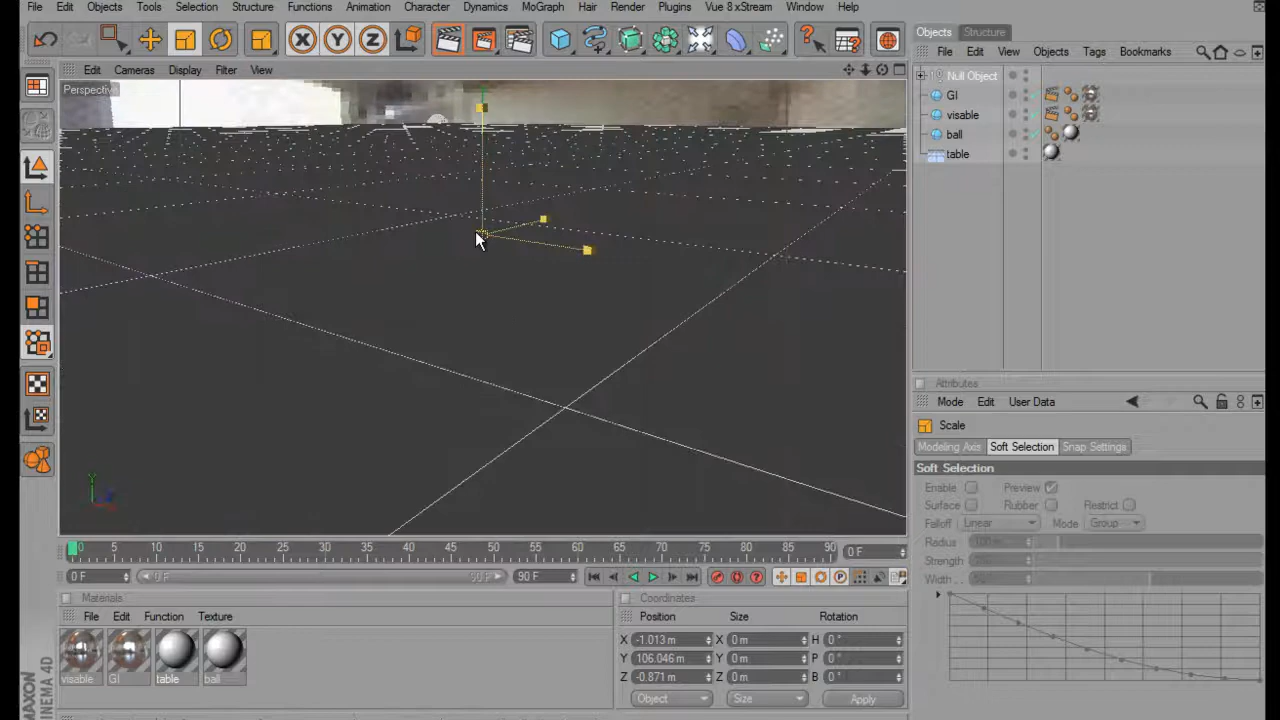 File Edit Objects Tools Selection Structure Functions Animation Character Dynamics MoGraph Hair Render Plugins Vue 8 xStream Window Help
Objects Structure
File Edit View Objects Tags Bookmarks
Edit Cameras Display Filter View
Perspective
Null Object
GI
visable
ball
table
Attributes
Mode Edit User Data
Scale
Modeling Axis Soft Selection Snap Settings
Soft Selection
Enable Preview
Surface Rubber Restrict
Falloff Linear Mode Group
Radius
Strength
Width
0 5 10 15 20 25 30 35 40 45 50 55 60 65 70 75 80 85 90 0 F
0 F 0 F 90 F 90 F
Materials
File Edit Function Texture
visable GI table ball
Coordinates
Position Size Rotation
X -1.013 m X 0 m H 0 °
Y 106.046 m Y 0 m P 0 °
Z -0.871 m Z 0 m B 0 °
Object Size Apply
MAXON
CINEMA 4D